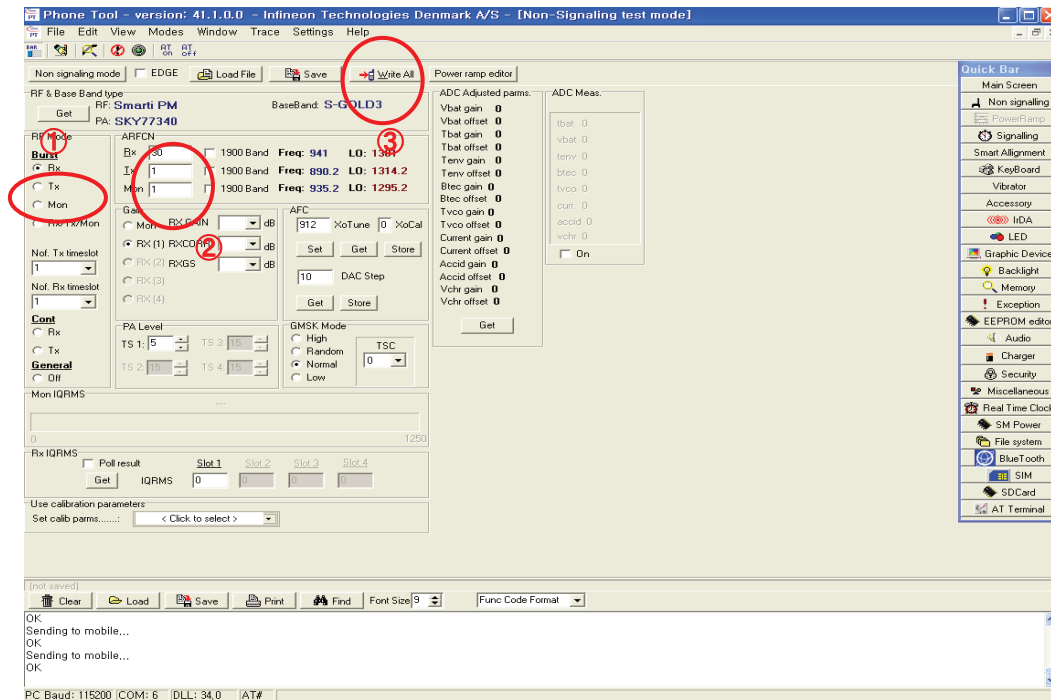 Phone Tool - version: 41.1.0.0 - Infineon Technologies Denmark A/S - [Non-Signaling test mode]
File Edit View Modes Window Trace Settings Help
BAR AT on AT off
Non signaling mode EDGE Load File Save Write All Power ramp editor
RF & Base Band type
Get RF: Smarti PM BaseBand: S-GOLD3
PA: SKY77340
①
RF Mode
Burst
Rx
Tx
Mon
Rx/Tx/Mon
Nof. Tx timeslot
1
Nof. Rx timeslot
1
Cont
Rx
Tx
General
Off
ARFCN
③
Rx 30 1900 Band Freq: 941 LO: 1381
Tx 1 1900 Band Freq: 890.2 LO: 1314.2
Mon 1 1900 Band Freq: 935.2 LO: 1295.2
Gain
Mon RX GAIN dB
RX (1) RXCORR dB
②
RX (2) RXGS dB
RX (3)
RX (4)
AFC
912 XoTune 0 XoCal
Set Get Store
10 DAC Step
Get Store
PA Level
TS 1: 5 TS 3: 15
TS 2: 15 TS 4: 15
GMSK Mode
High
Random
Normal
Low
TSC
0
Mon IQRMS
---
0 1250
Rx IQRMS
Poll result Slot 1 Slot 2 Slot 3 Slot 4
Get IQRMS 0 0 0 0
Use calibration parameters
Set calib parms......: < Click to select >
ADC Adjusted parms.
Vbat gain 0
Vbat offset 0
Tbat gain 0
Tbat offset 0
Tenv gain 0
Tenv offset 0
Btec gain 0
Btec offset 0
Tvco gain 0
Tvco offset 0
Current gain 0
Current offset 0
Accid gain 0
Accid offset 0
Vchr gain 0
Vchr offset 0
Get
ADC Meas.
tbat 0
vbat 0
tenv 0
btec 0
tvco 0
curr. 0
accid 0
vchr 0
On
Quick Bar
Main Screen
Non signalling
PowerRamp
Signalling
Smart Allignment
KeyBoard
Vibrator
Accessory
IrDA
LED
Graphic Device
Backlight
Memory
Exception
EEPROM editor
Audio
Charger
Security
Miscellaneous
Real Time Clock
SM Power
File system
BlueTooth
SIM
SDCard
AT Terminal
[not saved]
Clear Load Save Print Find Font Size 9 Func Code Format
OK
Sending to mobile...
OK
Sending to mobile...
OK
PC Baud: 115200 COM: 6 DLL: 34,0 AT#